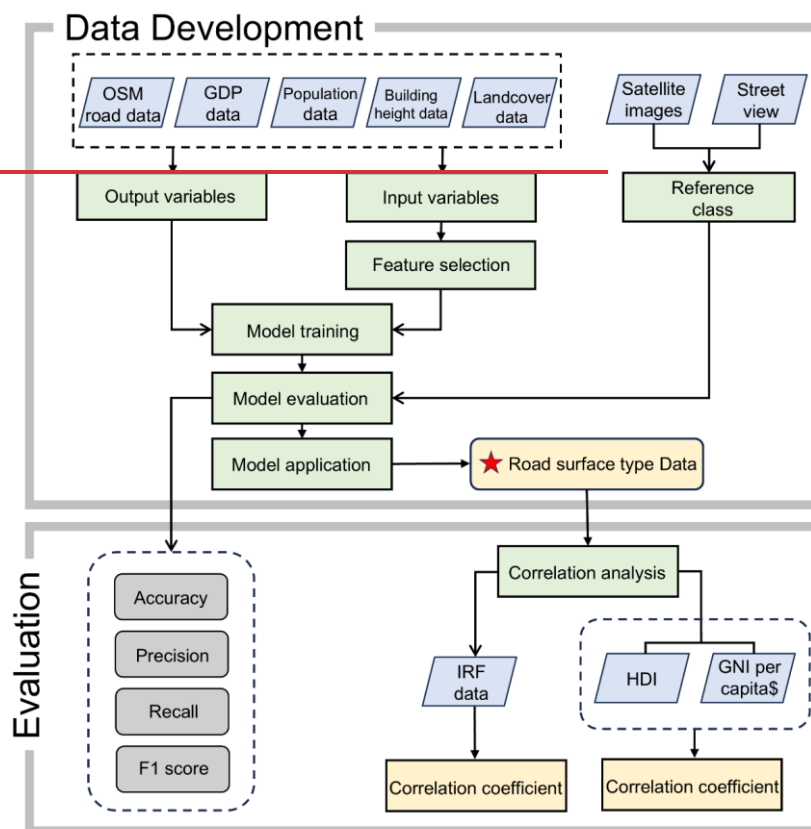 Data Development
OSM
road data
GDP
data
Population
data
Building
height data
Landcover
data
Satellite
images
Street
view
Output variables
Input variables
Reference
class
Feature selection
Model training
Model evaluation
Model application
Road surface type Data
Evaluation
Accuracy
Precision
Recall
F1 score
Correlation analysis
IRF
data
HDI
GNI per
capita$
Correlation coefficient
Correlation coefficient